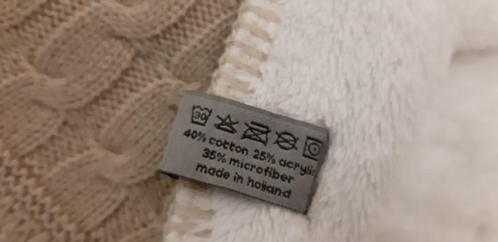 30
40% cotton 25% acrylic
35% microfiber
made in holland